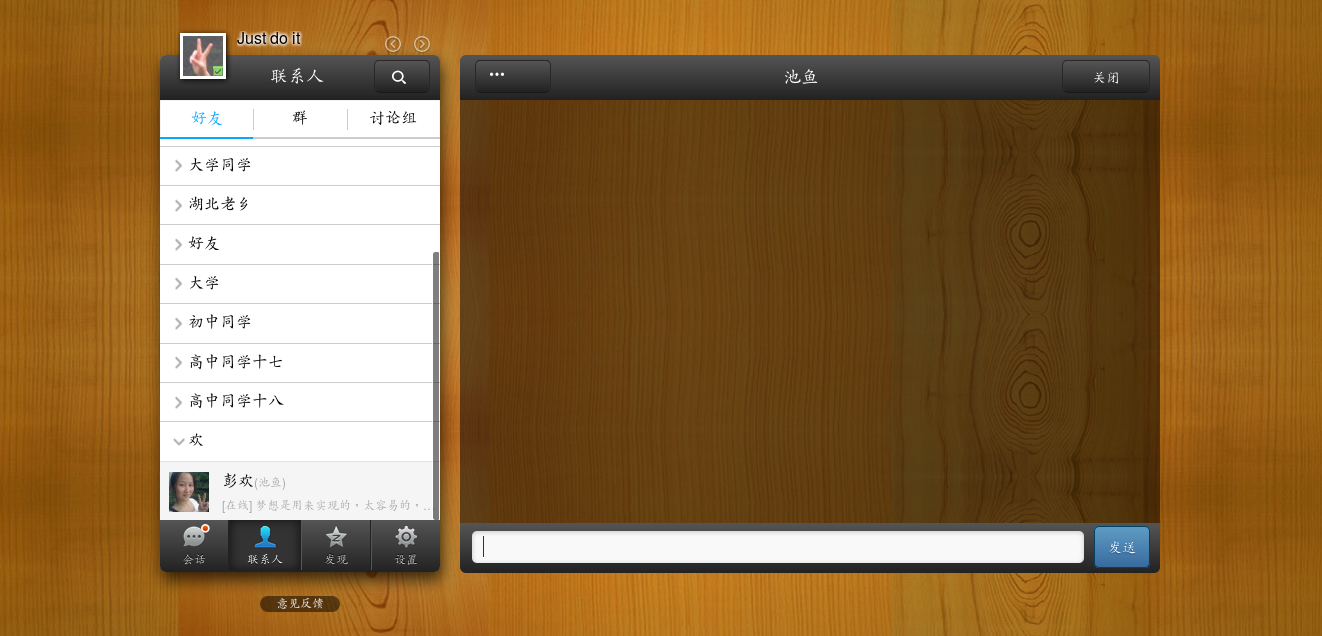 Just do it
联系人
好友 群 讨论组
大学同学
湖北老乡
好友
大学
初中同学
高中同学十七
高中同学十八
欢
彭欢(池鱼)
[在线] 梦想是用来实现的，太容易的，...
会话 联系人 发现 设置
意见反馈
池鱼
关闭
发送